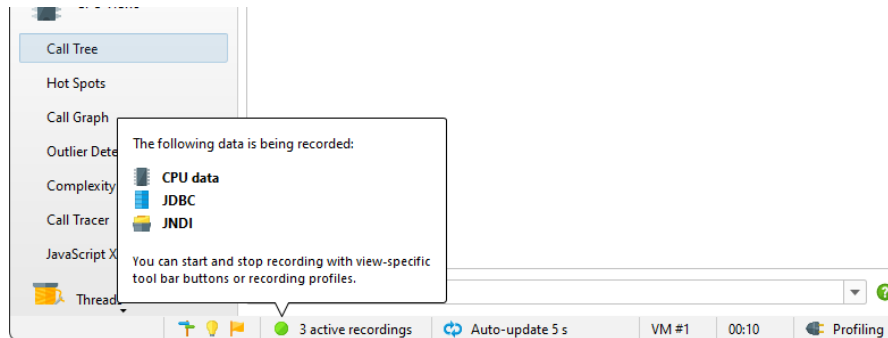 Call Tree
Hot Spots
Call Graph
Outlier Dete
Complexity
Call Tracer
JavaScript X
Threads
The following data is being recorded:
CPU data
JDBC
JNDI
You can start and stop recording with view-specific
tool bar buttons or recording profiles.
3 active recordings
Auto-update 5 s
VM #1
00:10
Profiling